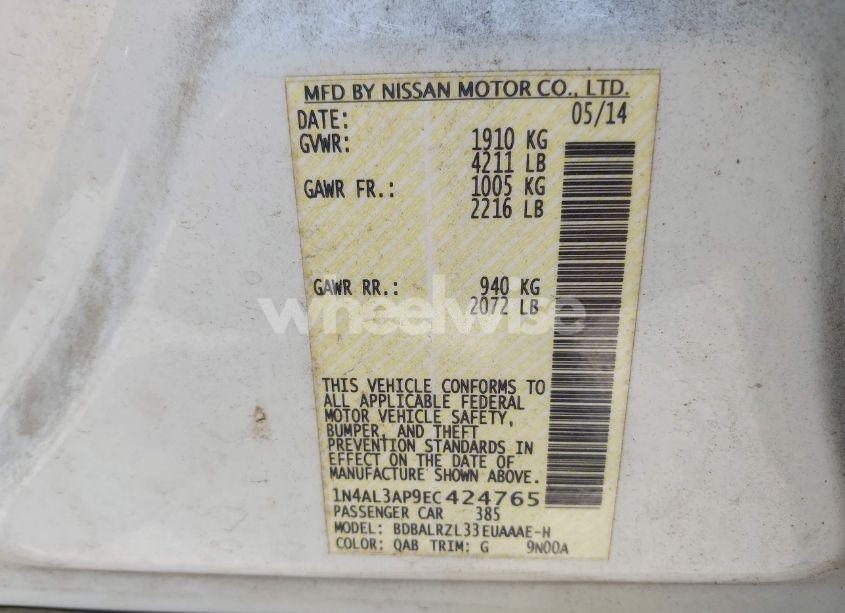 MFD BY NISSAN MOTOR CO., LTD.
DATE: 05/14
GVWR: 1910 KG
4211 LB
GAWR FR.: 1005 KG
2216 LB
GAWR RR.: 940 KG
2072 LB
wheelwise
THIS VEHICLE CONFORMS TO
ALL APPLICABLE FEDERAL
MOTOR VEHICLE SAFETY,
BUMPER, AND THEFT
PREVENTION STANDARDS IN
EFFECT ON THE DATE OF
MANUFACTURE SHOWN ABOVE.
1N4AL3AP9EC424765
PASSENGER CAR 385
MODEL: BDBALRZL33EUAAAE-H
COLOR: QAB TRIM: G 9N00A